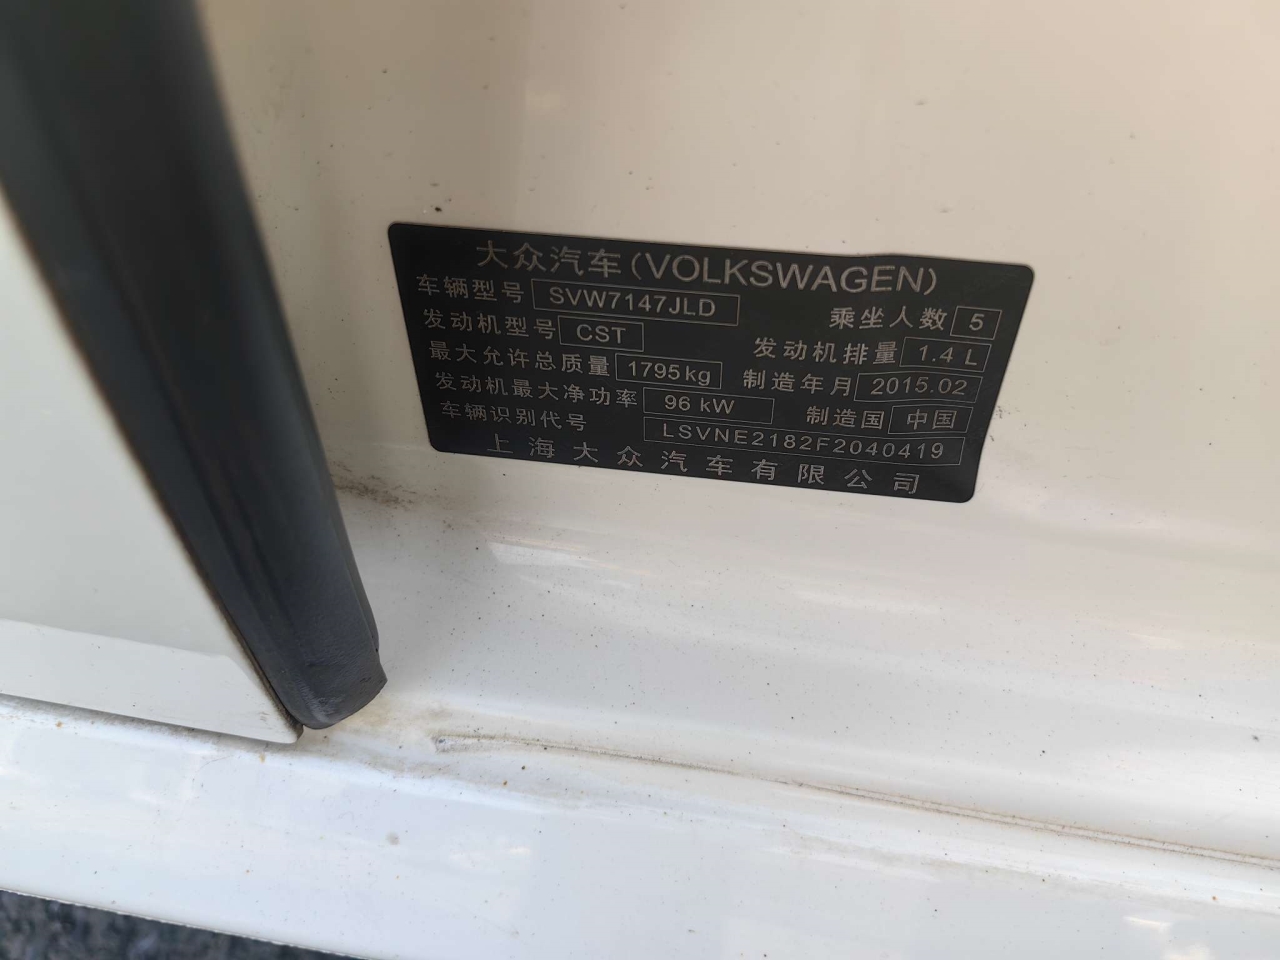 大众汽车(VOLKSWAGEN)
车辆型号 SVW7147JLD 乘坐人数 5
发动机型号 CST 发动机排量 1.4 L
最大允许总质量 1795kg 制造年月 2015.02
发动机最大净功率 96 kW 制造国 中国
车辆识别代号 LSVNE2182F2040419
上海大众汽车有限公司